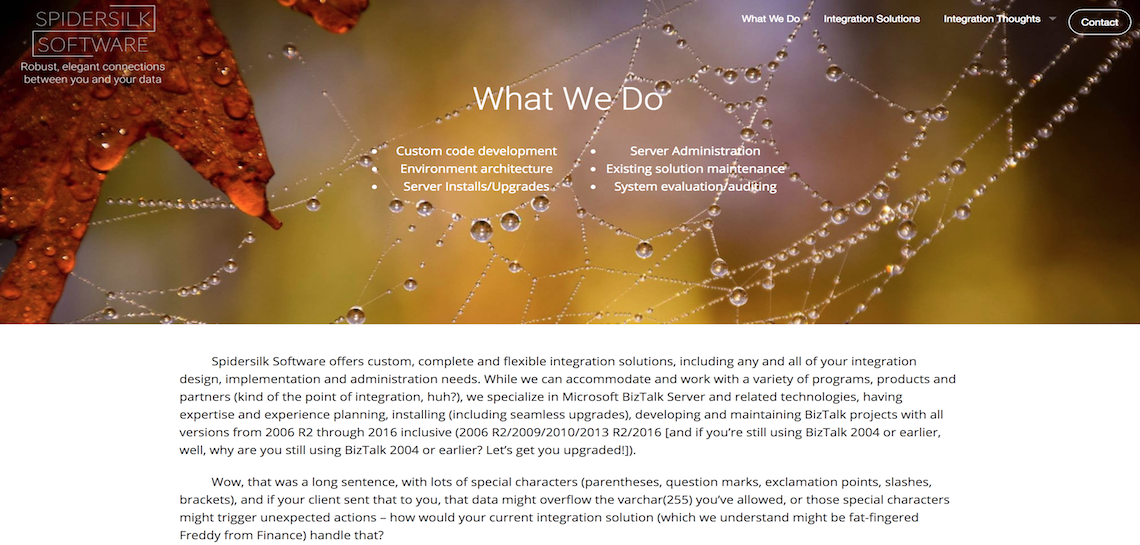 SPIDERSILK
SOFTWARE
Robust, elegant connections
between you and your data
What We Do
Integration Solutions
Integration Thoughts
Contact
What We Do
Custom code development
Environment architecture
Server Installs/Upgrades
Server Administration
Existing solution maintenance
System evaluation/auditing
Spidersilk Software offers custom, complete and flexible integration solutions, including any and all of your integration
design, implementation and administration needs. While we can accommodate and work with a variety of programs, products and
partners (kind of the point of integration, huh?), we specialize in Microsoft BizTalk Server and related technologies, having
expertise and experience planning, installing (including seamless upgrades), developing and maintaining BizTalk projects with all
versions from 2006 R2 through 2016 inclusive (2006 R2/2009/2010/2013 R2/2016 [and if you’re still using BizTalk 2004 or earlier,
well, why are you still using BizTalk 2004 or earlier? Let’s get you upgraded!]).
Wow, that was a long sentence, with lots of special characters (parentheses, question marks, exclamation points, slashes,
brackets), and if your client sent that to you, that data might overflow the varchar(255) you’ve allowed, or those special characters
might trigger unexpected actions – how would your current integration solution (which we understand might be fat-fingered
Freddy from Finance) handle that?